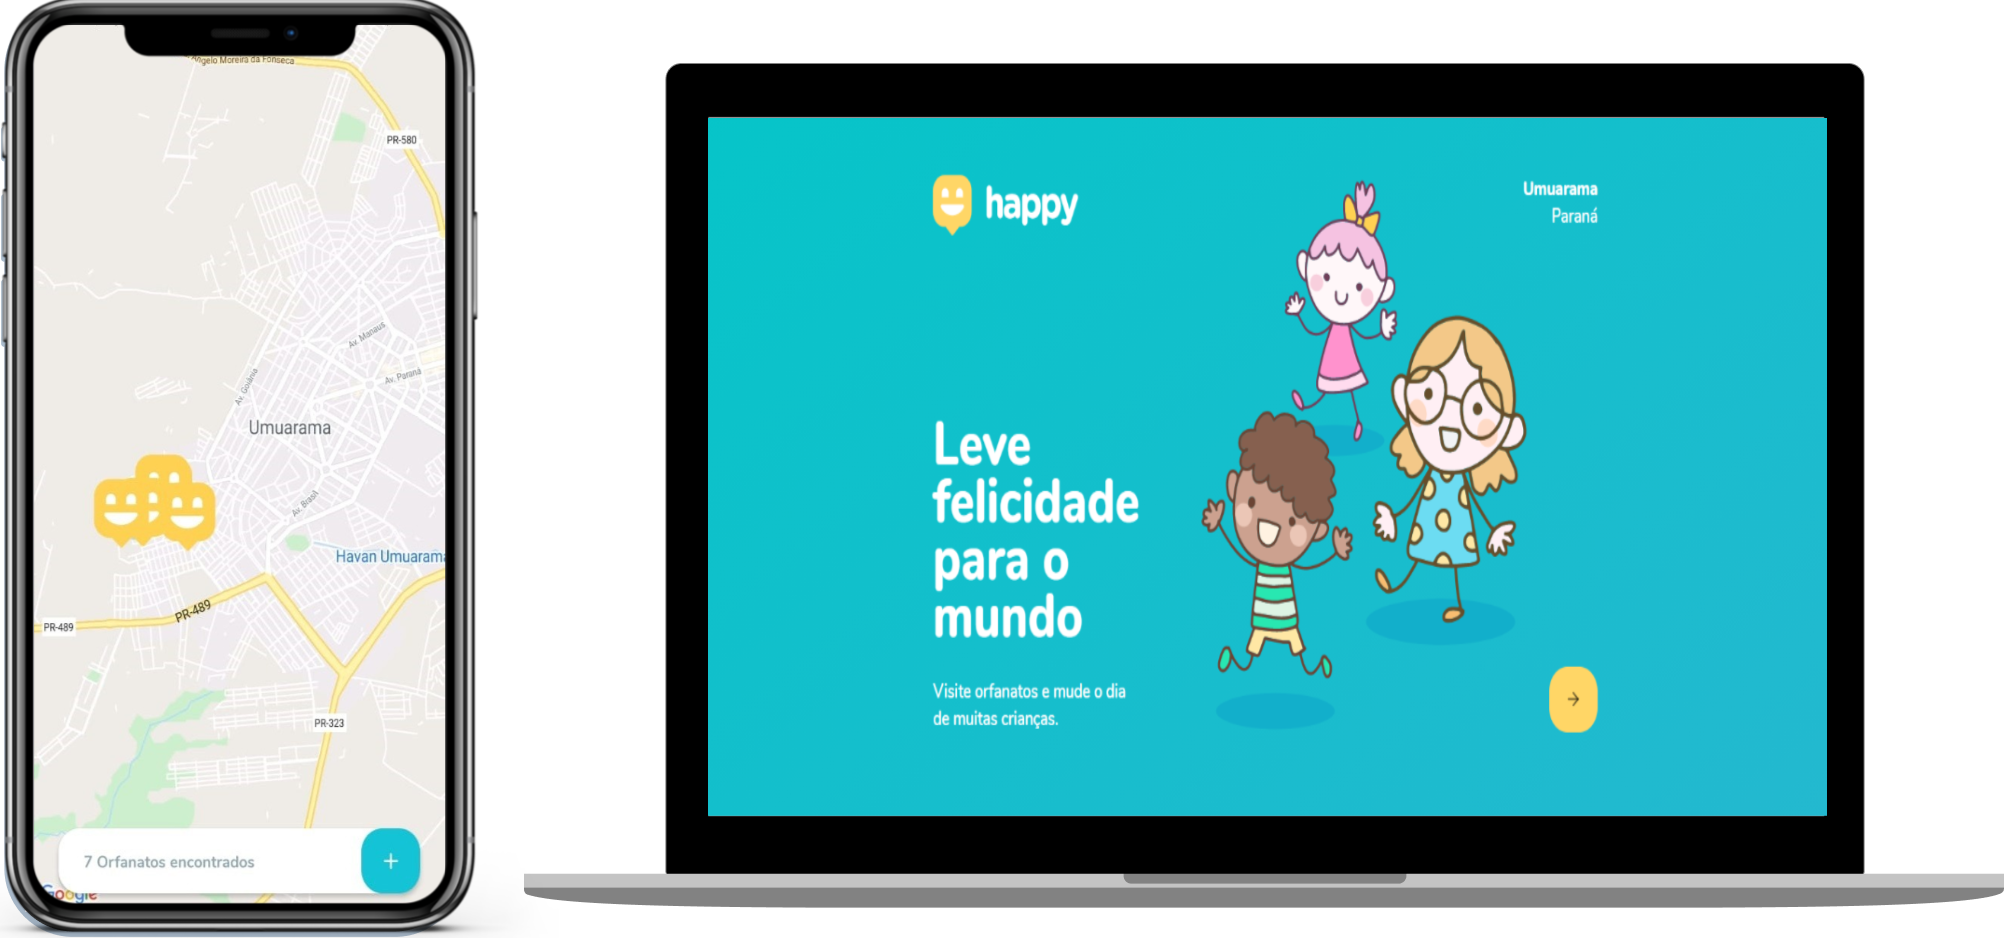 Angelo Moreira da Fonseca
PR-580
Av. Manaus
Av. Paraná
Av. Goiânia
Umuarama
Av. Brasil
Havan Umuarama
PR-489
PR-489
PR-323
7 Orfanatos encontrados
+
Google
happy
Umuarama
Paraná
Leve
felicidade
para o
mundo
Visite orfanatos e mude o dia
de muitas crianças.